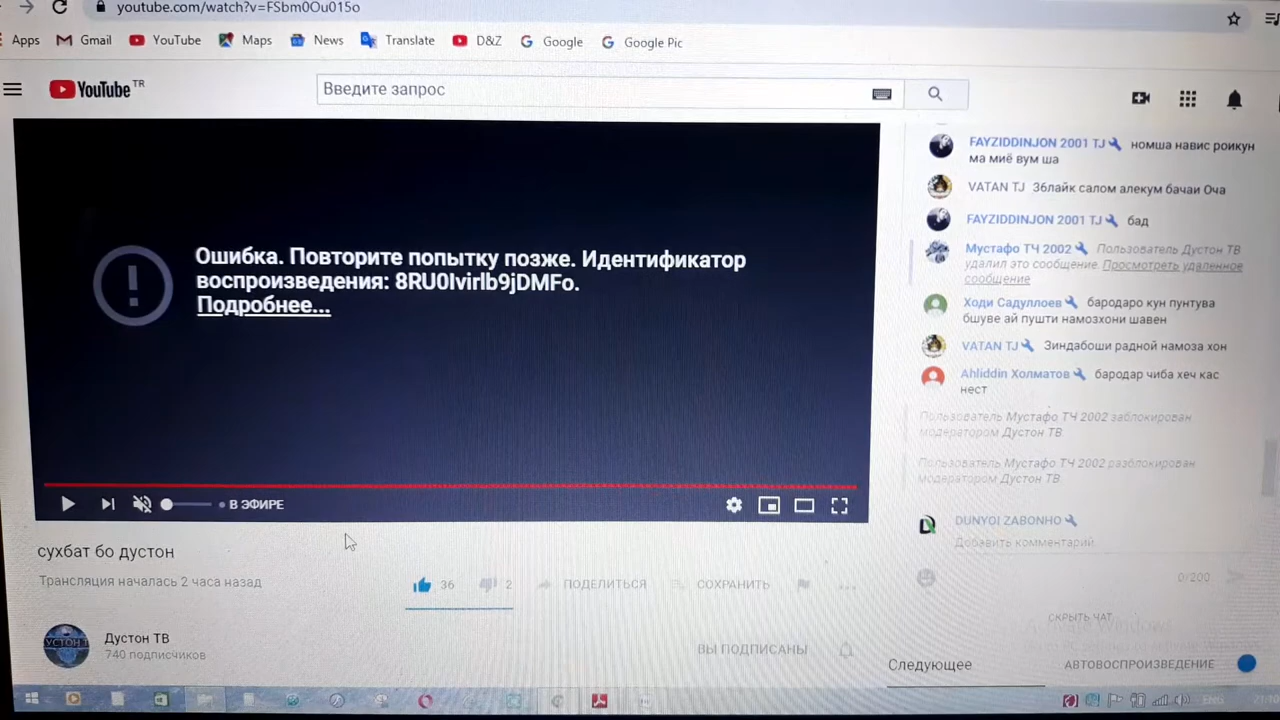 youtube.com/watch?v=FSbm0Ou015o
Apps Gmail YouTube Maps News Translate D&Z Google Google Pic
YouTube TR
Введите запрос
Ошибка. Повторите попытку позже. Идентификатор
воспроизведения: 8RU0Ivirlb9jDMFo.
Подробнее...
В ЭФИРЕ
сухбат бо дустон
Трансляция началась 2 часа назад
36 2 ПОДЕЛИТЬСЯ СОХРАНИТЬ
Дустон ТВ
740 подписчиков
ВЫ ПОДПИСАНЫ
FAYZIDDINJON 2001 TJ номша навис роикун
ма миё вум ша
VATAN TJ 36лайк салом алекум бачаи Оча
FAYZIDDINJON 2001 TJ бад
Мустафо ТЧ 2002 Пользователь Дустон ТВ
удалил это сообщение. Просмотреть удаленное
сообщение
Ходи Садуллоев бародаро кун пунтува
бшуве ай пушти намозхони шавен
VATAN TJ Зиндабоши радной намоза хон
Ahliddin Холматов бародар чиба хеч кас
нест
Пользователь Мустафо ТЧ 2002 заблокирован
модератором Дустон ТВ
Пользователь Мустафо ТЧ 2002 разблокирован
модератором Дустон ТВ
DUNYOI ZABONHO
Добавить комментарий
0/200
СКРЫТЬ ЧАТ
Следующее АВТОВОСПРОИЗВЕДЕНИЕ
ENG